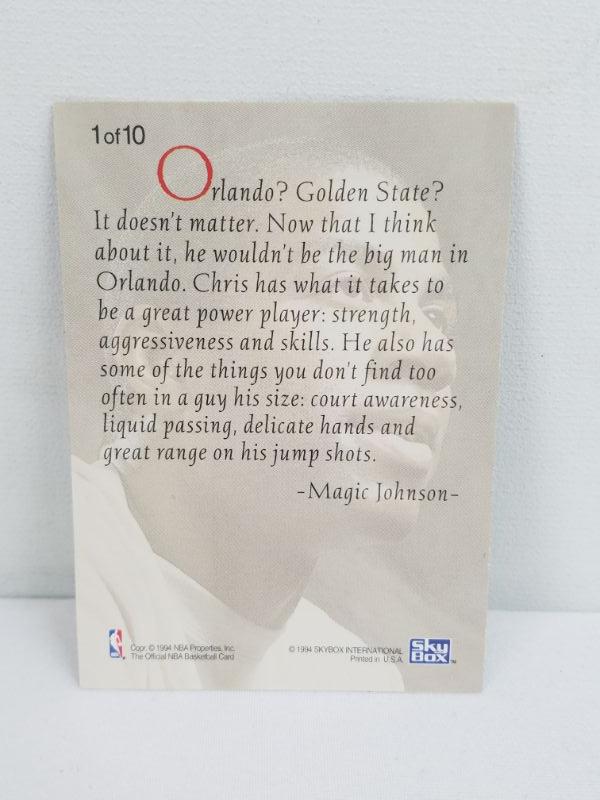 1 of 10
Orlando? Golden State?
It doesn't matter. Now that I think
about it, he wouldn't be the big man in
Orlando. Chris has what it takes to
be a great power player: strength,
aggressiveness and skills. He also has
some of the things you don't find too
often in a guy his size: court awareness,
liquid passing, delicate hands and
great range on his jump shots.
-Magic Johnson-
Copr. © 1994 NBA Properties, Inc.
The Official NBA Basketball Card
© 1994 SKYBOX INTERNATIONAL
Printed in U.S.A.
SkyBox™